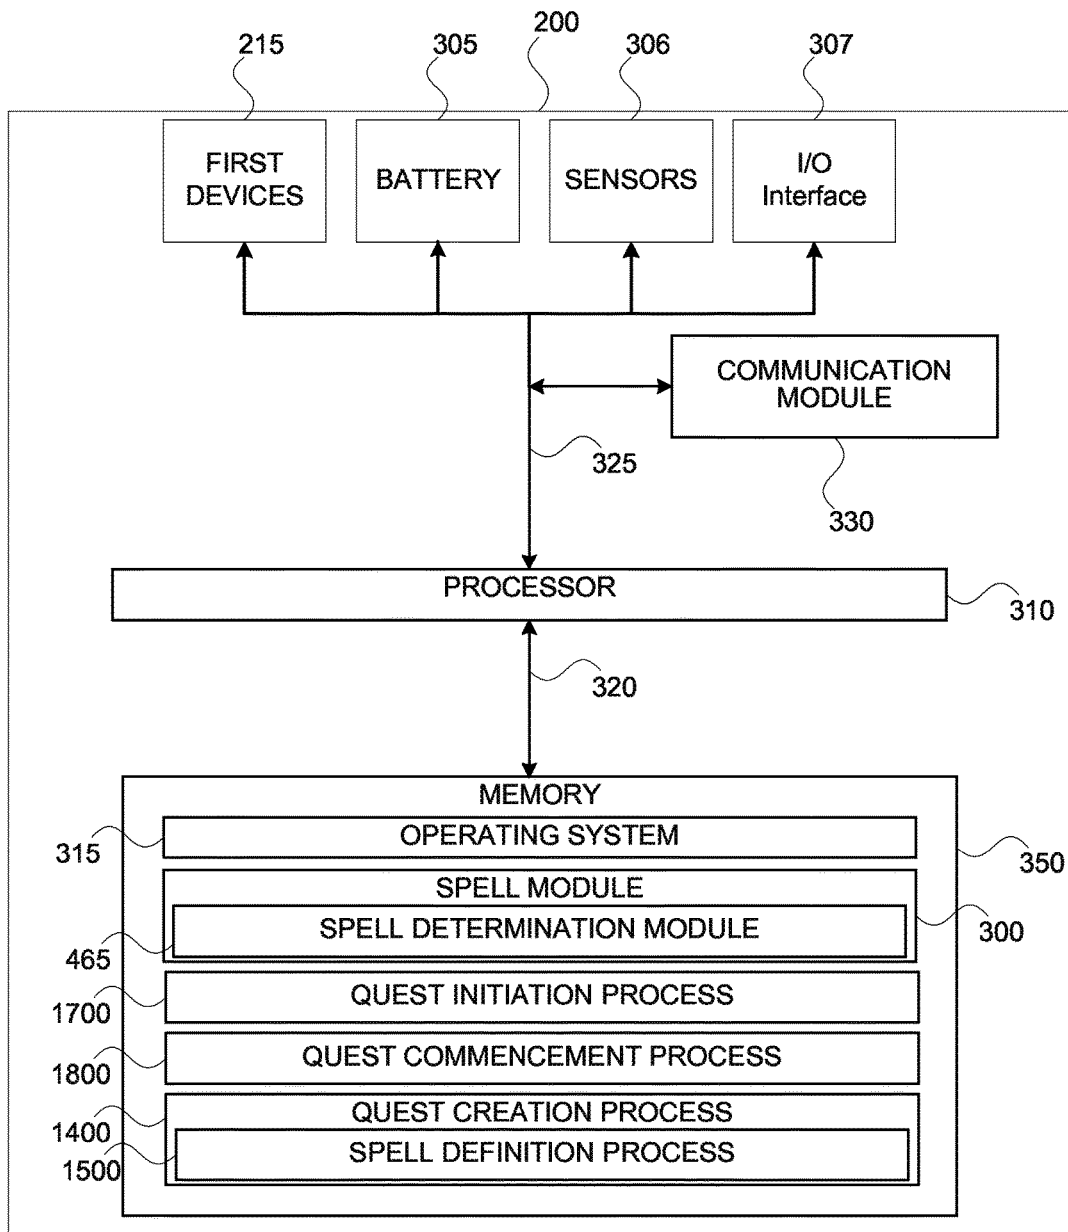 200
215
305
306
307
FIRST
DEVICES
BATTERY
SENSORS
I/O
Interface
COMMUNICATION
MODULE
325
330
PROCESSOR
310
320
MEMORY
OPERATING SYSTEM
315
350
SPELL MODULE
300
SPELL DETERMINATION MODULE
465
QUEST INITIATION PROCESS
1700
QUEST COMMENCEMENT PROCESS
1800
QUEST CREATION PROCESS
1400
SPELL DEFINITION PROCESS
1500